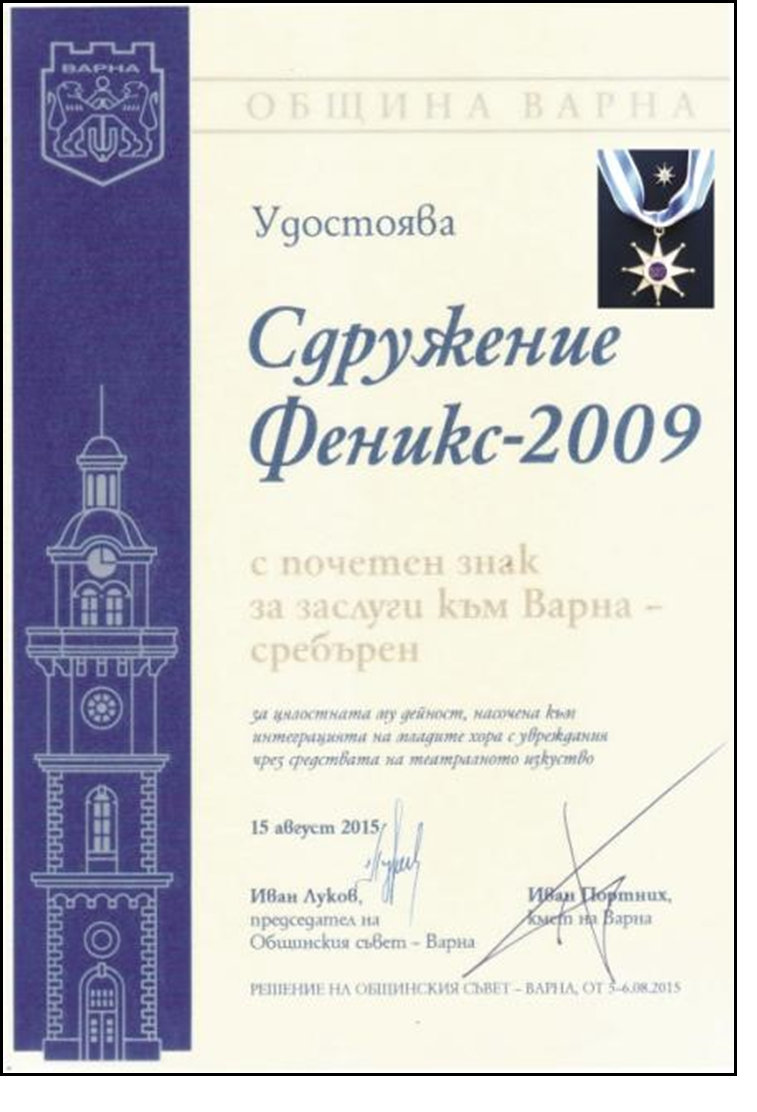 ВАРНА
ОБЩИНА ВАРНА
Удостоява
Сдружение
Феникс-2009
с почетен знак
за заслуги към Варна –
сребърен
за цялостната му дейност, насочена към
интеграцията на младите хора с увреждания
чрез средствата на театралното изкуство
15 август 2015
Иван Луков,
председател на
Общинския съвет – Варна
Иван Портних,
кмет на Варна
РЕШЕНИЕ НА ОБЩИНСКИЯ СЪВЕТ – ВАРНА, ОТ 5-6.08.2015